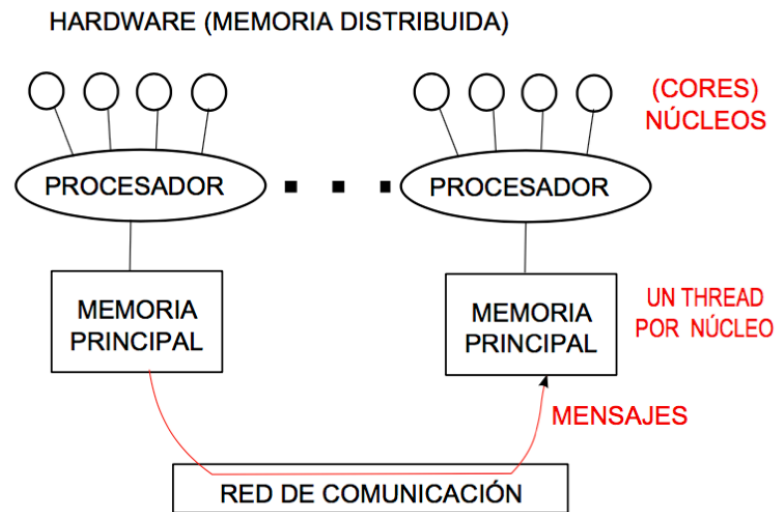 HARDWARE (MEMORIA DISTRIBUIDA)
(CORES)
NÚCLEOS
PROCESADOR
PROCESADOR
MEMORIA
PRINCIPAL
MEMORIA
PRINCIPAL
UN THREAD
POR NÚCLEO
MENSAJES
RED DE COMUNICACIÓN